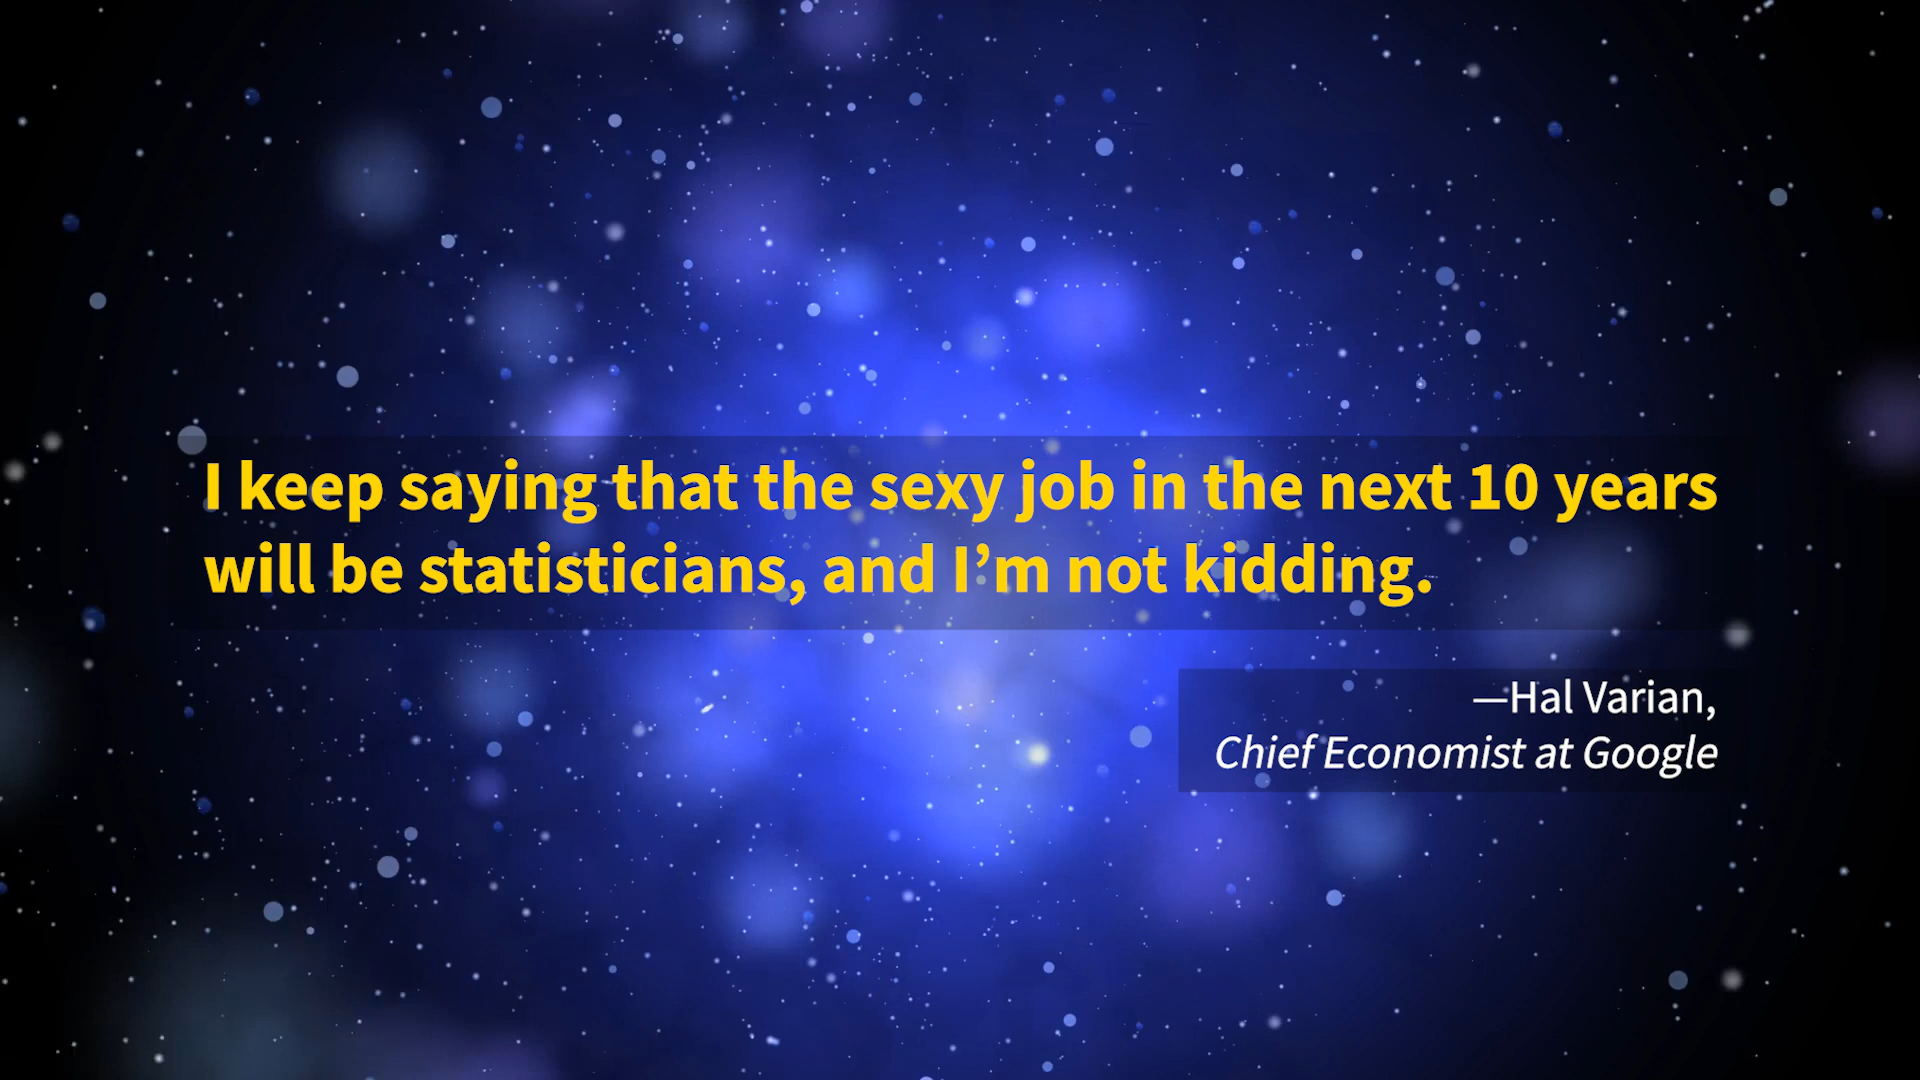 I keep saying that the sexy job in the next 10 years
will be statisticians, and I’m not kidding.
—Hal Varian,
Chief Economist at Google